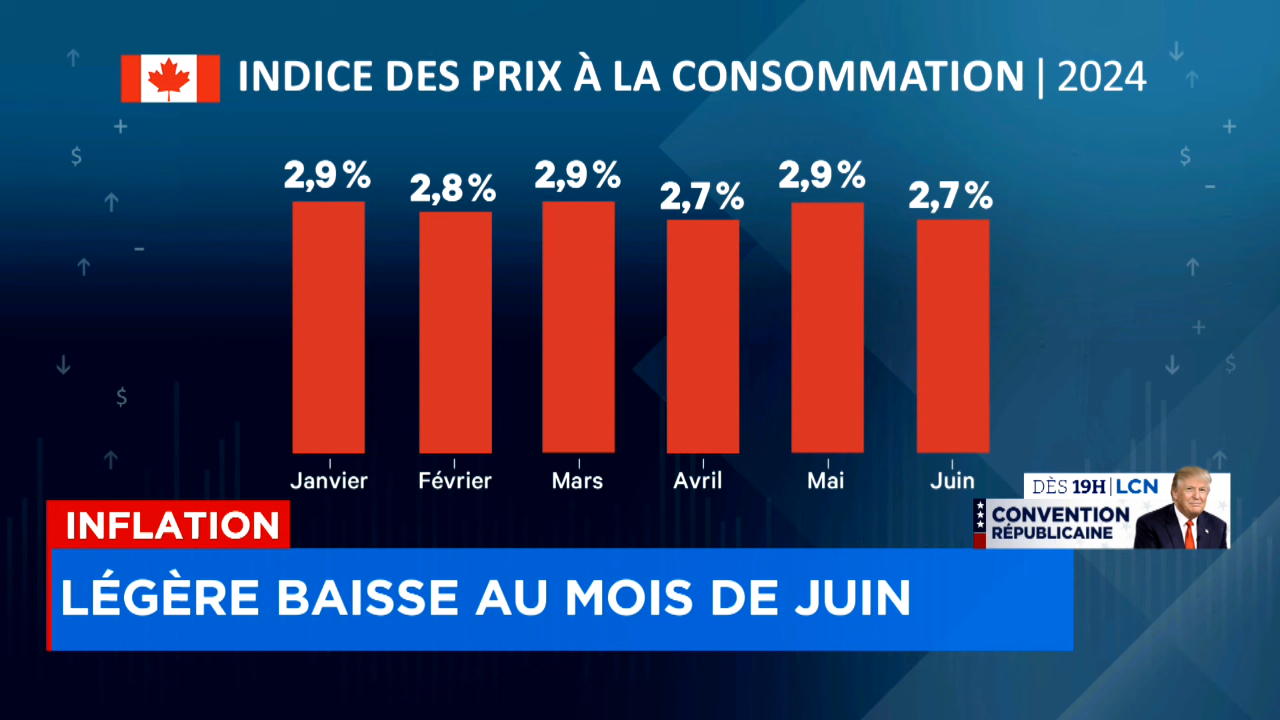 INDICE DES PRIX À LA CONSOMMATION | 2024
2,9 % 2,8 % 2,9 % 2,7 % 2,9 % 2,7 %
Janvier Février Mars Avril Mai Juin
DÈS 19H | LCN
CONVENTION
RÉPUBLICAINE
INFLATION
LÉGÈRE BAISSE AU MOIS DE JUIN